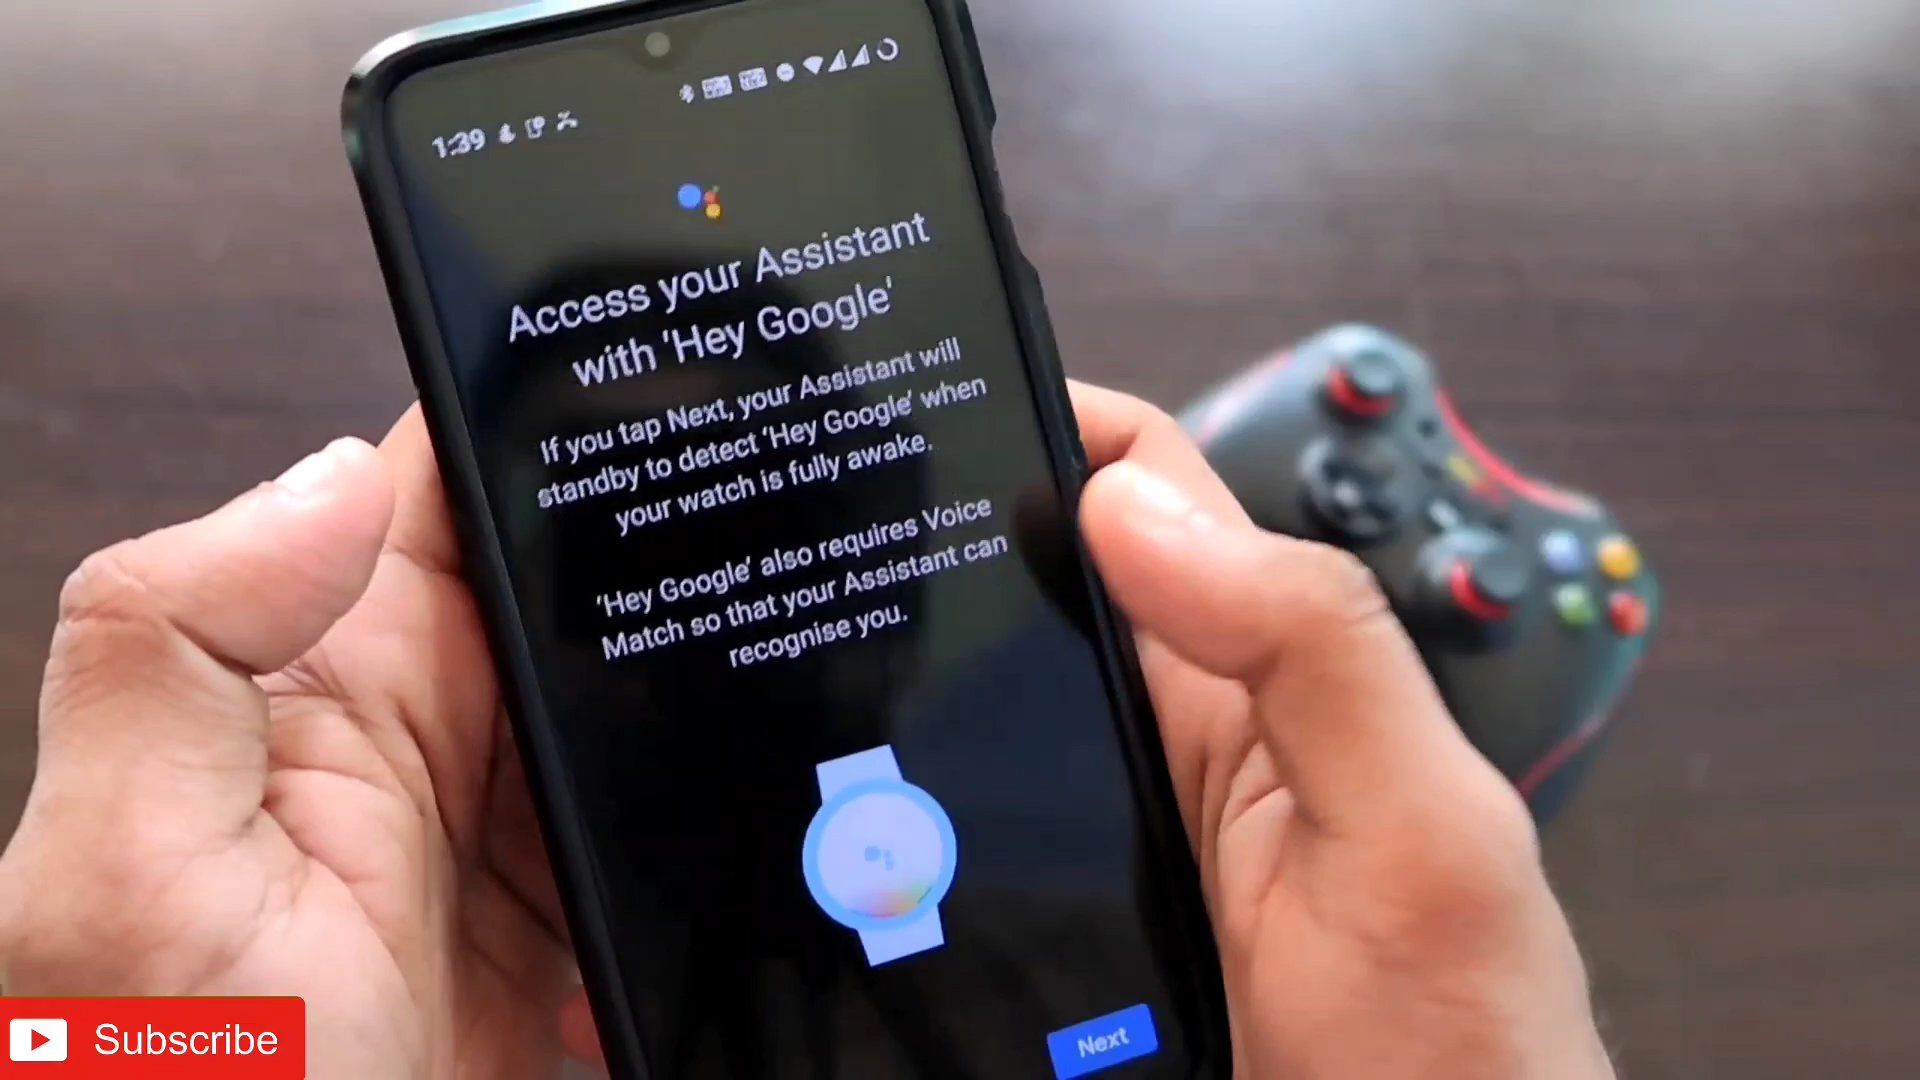 1:39
Access your Assistant
with 'Hey Google'
If you tap Next, your Assistant will
standby to detect 'Hey Google' when
your watch is fully awake.
'Hey Google' also requires Voice
Match so that your Assistant can
recognise you.
Next
Subscribe